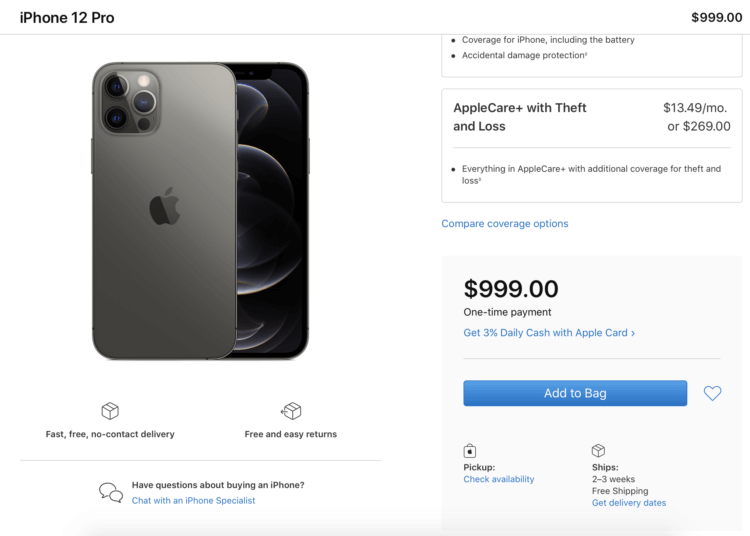 iPhone 12 Pro
$999.00
Coverage for iPhone, including the battery
Accidental damage protection²
AppleCare+ with Theft
and Loss
$13.49/mo.
or $269.00
Everything in AppleCare+ with additional coverage for theft and
loss³
Compare coverage options
$999.00
One-time payment
Get 3% Daily Cash with Apple Card ›
Add to Bag
Pickup:
Check availability
Ships:
2–3 weeks
Free Shipping
Get delivery dates
Fast, free, no-contact delivery
Free and easy returns
Have questions about buying an iPhone?
Chat with an iPhone Specialist